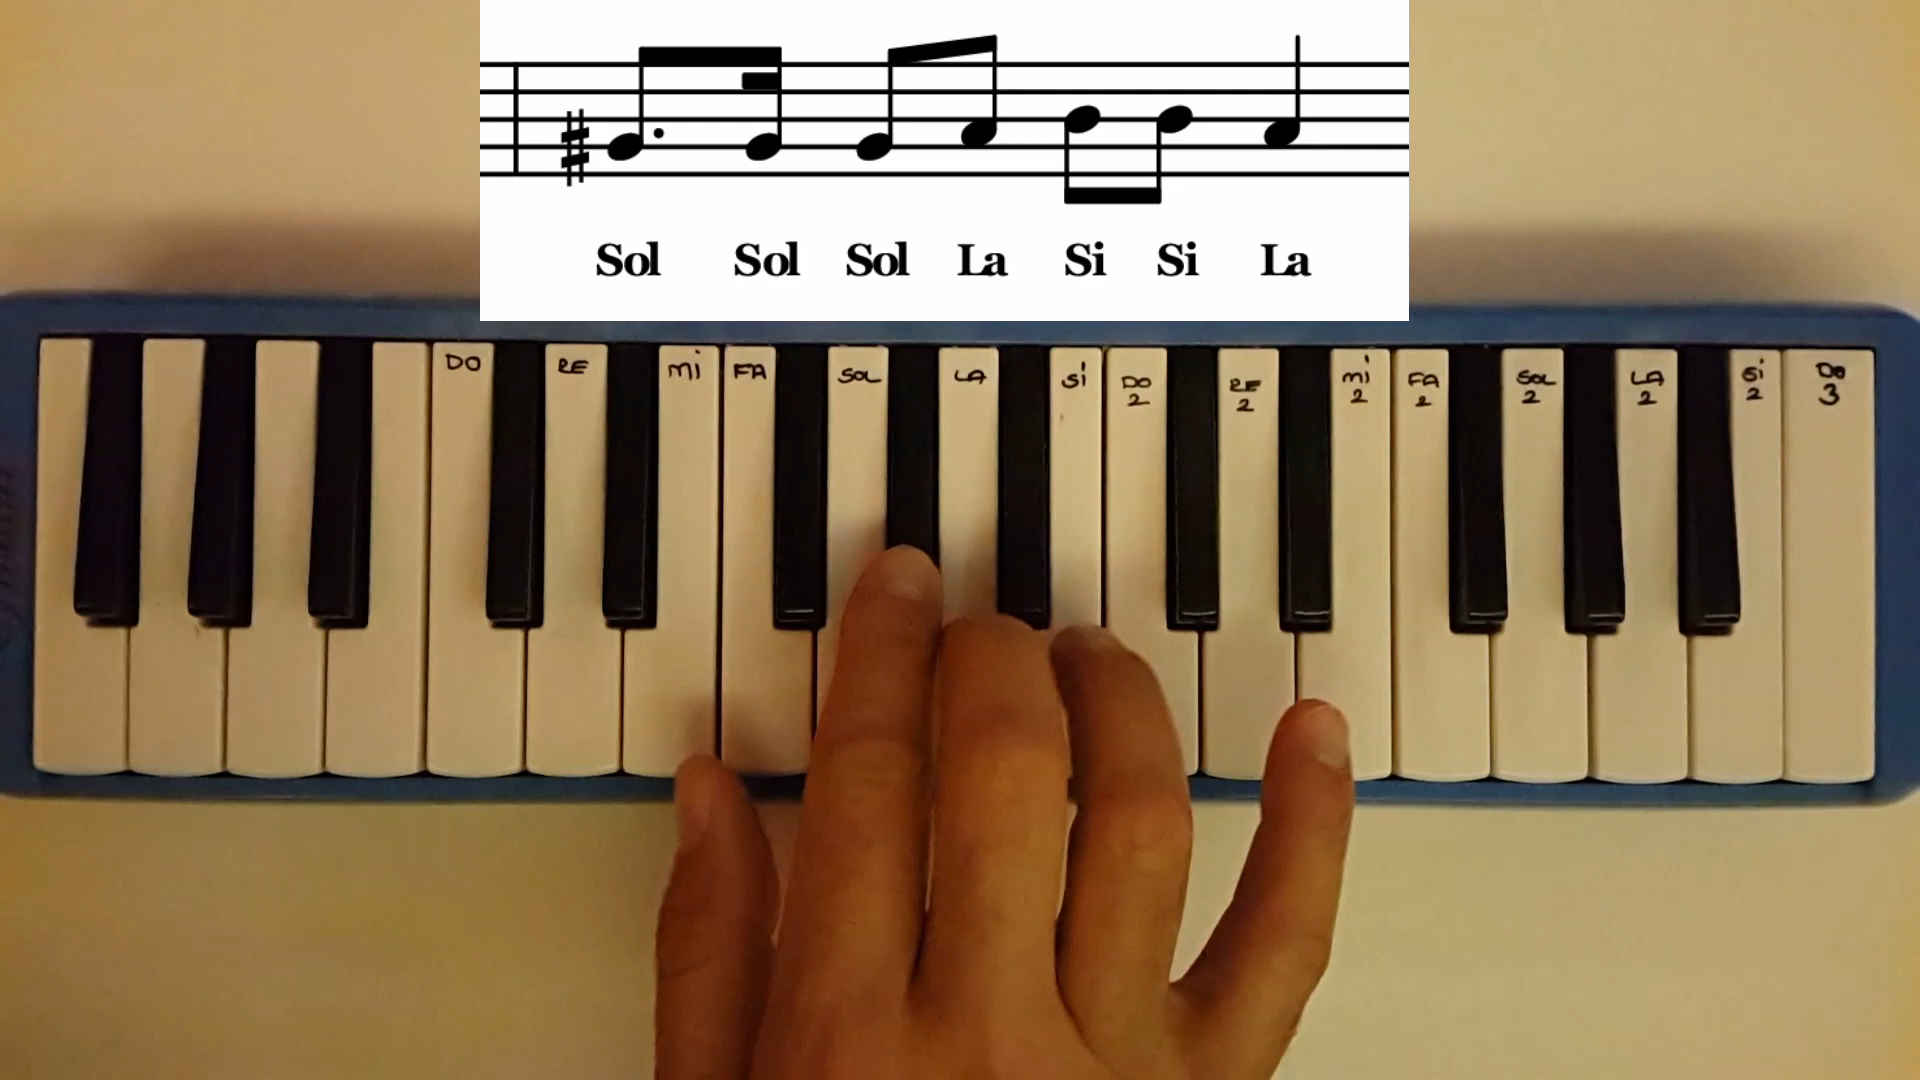 Sol Sol Sol La Si Si La
DO RE mi FA SOL LA si DO 2 RE 2 mi 2 FA 2 SOL 2 LA 2 Si 2 DO 3